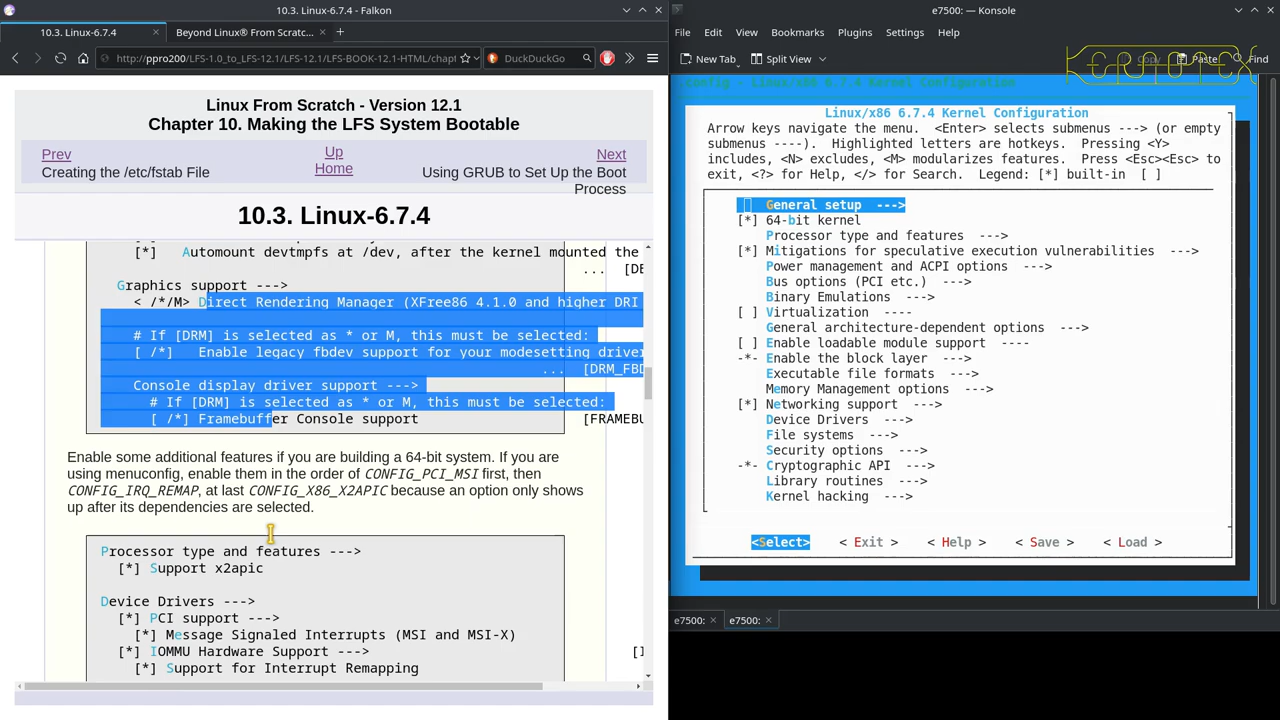 10.3. Linux-6.7.4 - Falkon
10.3. Linux-6.7.4
Beyond Linux® From Scratc...
http://ppro200/LFS-1.0_to_LFS-12.1/LFS-12.1/LFS-BOOK-12.1-HTML/chapt
DuckDuckGo
Linux From Scratch - Version 12.1
Chapter 10. Making the LFS System Bootable
Prev
Creating the /etc/fstab File
Up
Home
Next
Using GRUB to Set Up the Boot
Process
10.3. Linux-6.7.4
[*]   Automount devtmpfs at /dev, after the kernel mounted the
... [DE
Graphics support --->
< /*/M> Direct Rendering Manager (XFree86 4.1.0 and higher DRI
# If [DRM] is selected as * or M, this must be selected:
[ /*]   Enable legacy fbdev support for your modesetting driver
... [DRM_FBD
Console display driver support --->
# If [DRM] is selected as * or M, this must be selected:
[ /*] Framebuffer Console support [FRAMEBU
Enable some additional features if you are building a 64-bit system. If you are
using menuconfig, enable them in the order of CONFIG_PCI_MSI first, then
CONFIG_IRQ_REMAP, at last CONFIG_X86_X2APIC because an option only shows
up after its dependencies are selected.
Processor type and features --->
[*] Support x2apic
Device Drivers --->
[*] PCI support --->
[*] Message Signaled Interrupts (MSI and MSI-X)
[*] IOMMU Hardware Support ---> [I
[*] Support for Interrupt Remapping
e7500: — Konsole
File Edit View Bookmarks Plugins Settings Help
New Tab Split View Copy Paste Find
KERNOTEX
config - Linux/x86 6.7.4 Kernel Configuration
Linux/x86 6.7.4 Kernel Configuration
Arrow keys navigate the menu.  <Enter> selects submenus ---> (or empty
submenus ----).  Highlighted letters are hotkeys.  Pressing <Y>
includes, <N> excludes, <M> modularizes features.  Press <Esc><Esc> to
exit, <?> for Help, </> for Search.  Legend: [*] built-in  [ ]
General setup  --->
[*] 64-bit kernel
Processor type and features  --->
[*] Mitigations for speculative execution vulnerabilities  --->
Power management and ACPI options  --->
Bus options (PCI etc.)  --->
Binary Emulations  --->
[ ] Virtualization  ----
General architecture-dependent options  --->
[ ] Enable loadable module support  ----
-*- Enable the block layer  --->
Executable file formats  --->
Memory Management options  --->
[*] Networking support  --->
Device Drivers  --->
File systems  --->
Security options  --->
-*- Cryptographic API  --->
Library routines  --->
Kernel hacking  --->
<Select>    < Exit >    < Help >    < Save >    < Load >
e7500:
e7500: